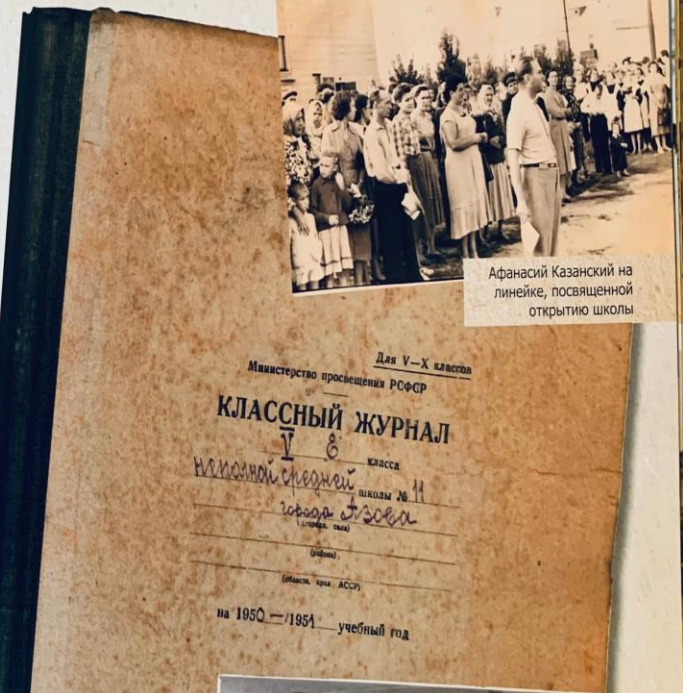 Афанасий Казанский на
линейке, посвященной
открытию школы
Для V—X классов
Министерство просвещения РСФСР
КЛАССНЫЙ ЖУРНАЛ
V Е класса
неполной средней школы № 11
города Азова
(города, села)
(района)
(области, края АССР)
на 1950—/1951 учебный год